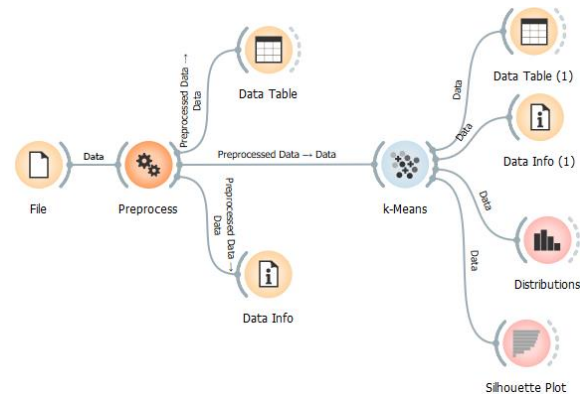 File
Data
Preprocess
Preprocessed Data → Data
Data Table
Preprocessed Data → Data
Preprocessed Data → Data
Data Info
k-Means
Data
Data Table (1)
Data
Data Info (1)
Data
Distributions
Data
Silhouette Plot